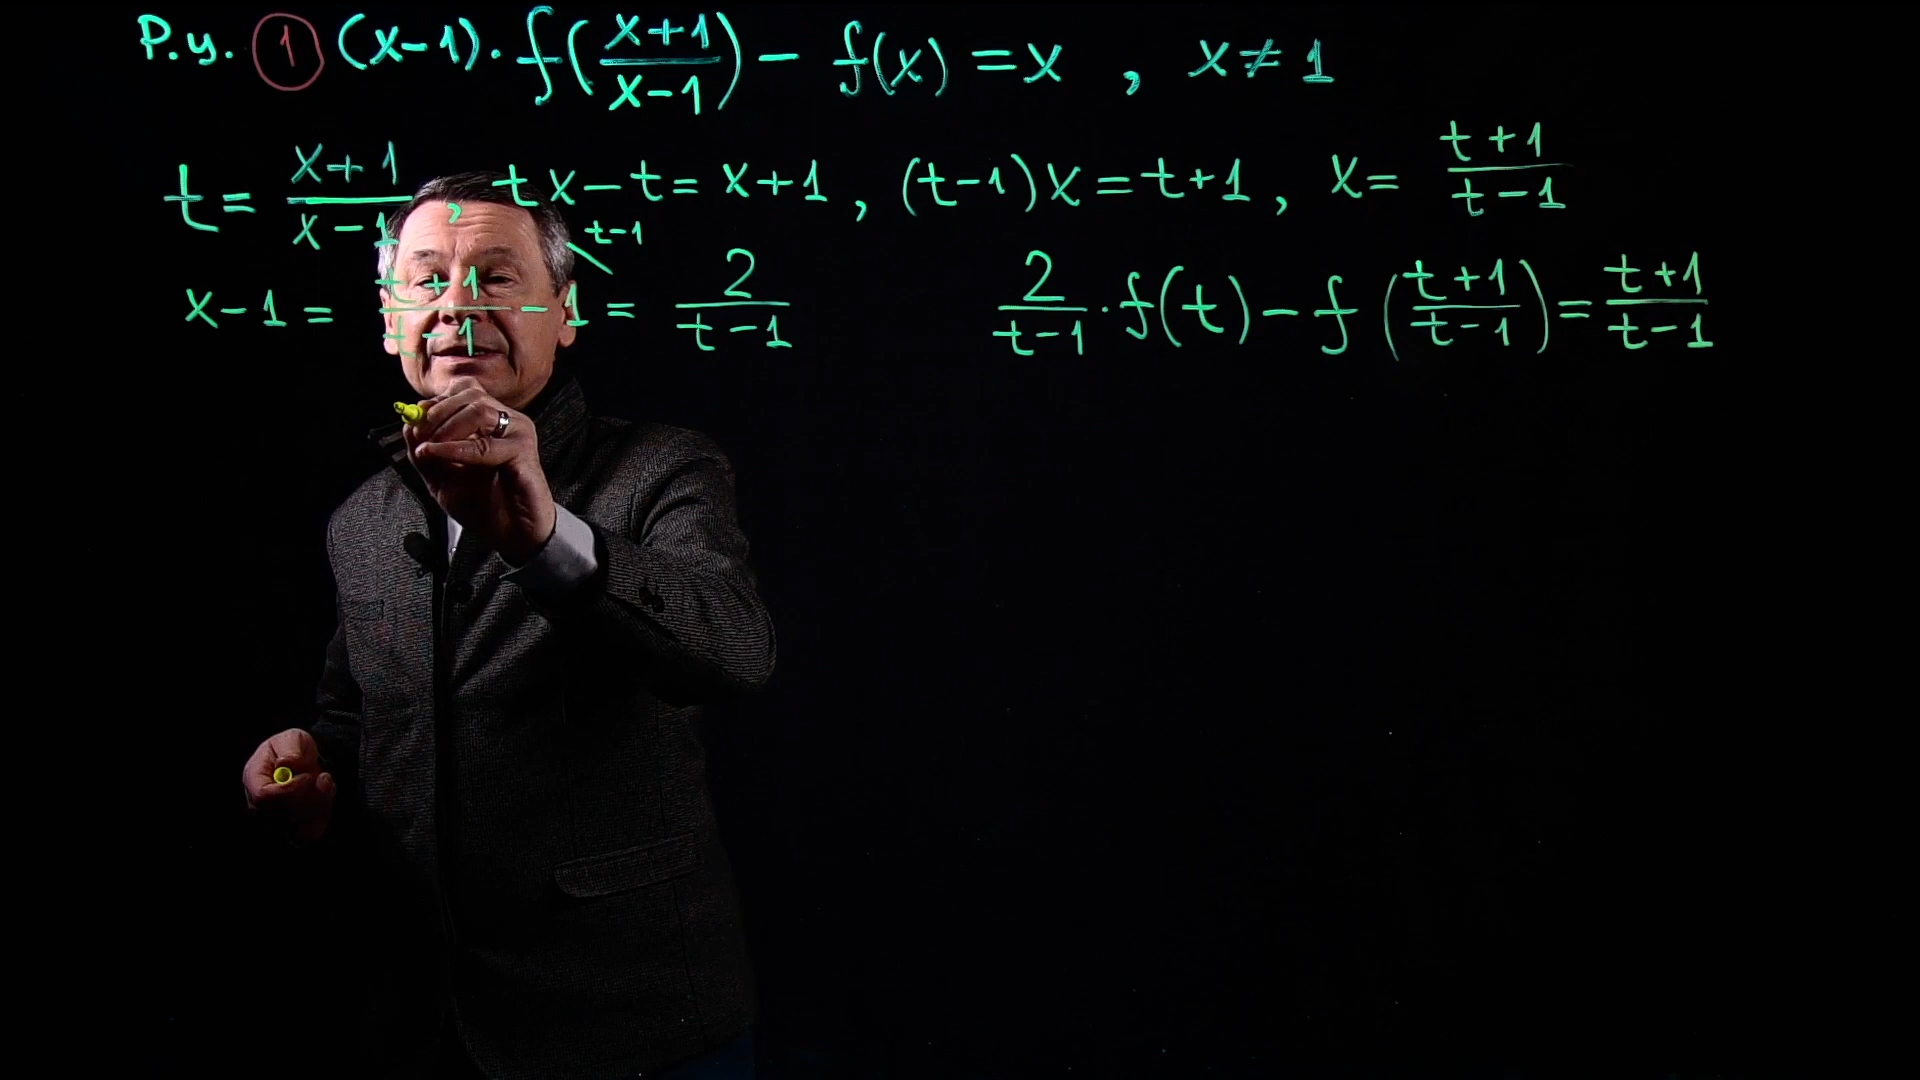 Р.у. 1 (x-1)·f((x+1)/(x-1)) - f(x) = x , x ≠ 1
t = (x+1)/(x-1) , tx - t = x+1 , (t-1)x = t+1 , x = (t+1)/(t-1)
x-1 = (t+1)/(t-1) - 1 \ t-1 = 2/(t-1) 2/(t-1)·f(t) - f((t+1)/(t-1)) = (t+1)/(t-1)